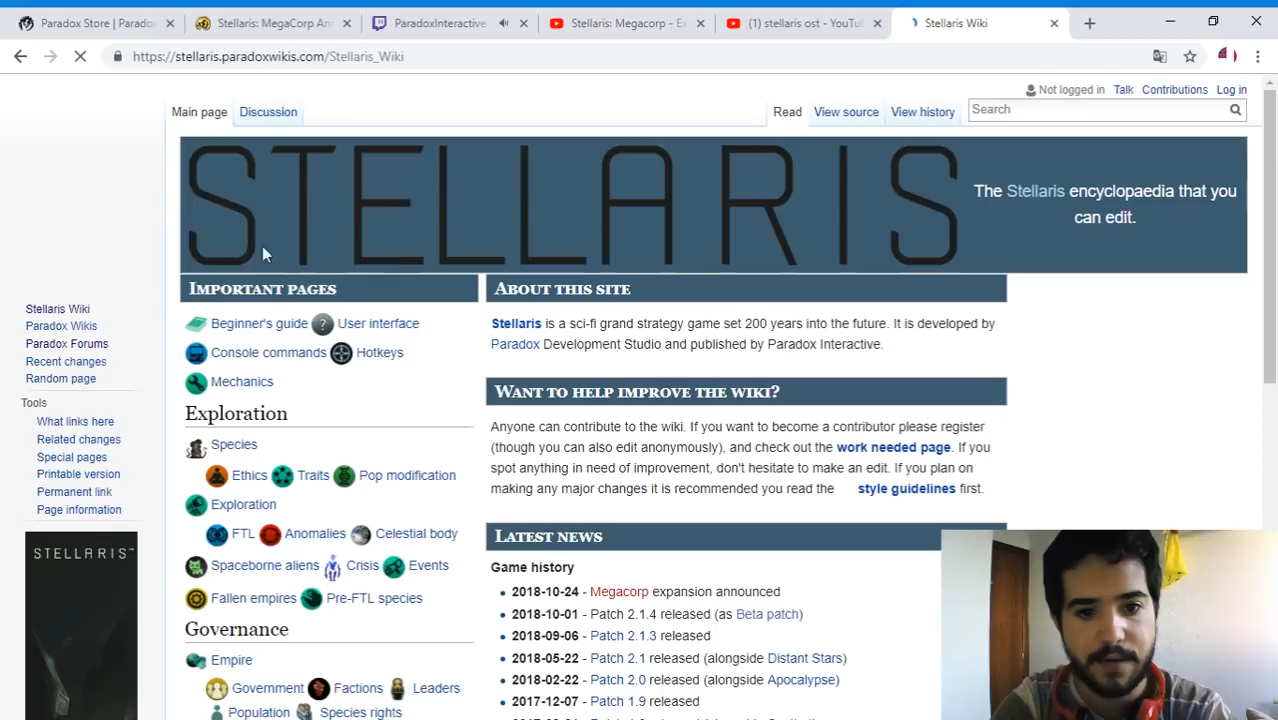 Paradox Store | Parado
Stellaris: MegaCorp Ann
ParadoxInteractive
Stellaris: Megacorp - E
(1) stellaris ost - YouTu
Stellaris Wiki
https://stellaris.paradoxwikis.com/Stellaris_Wiki
Not logged in Talk Contributions Log in
Main page Discussion Read View source View history Search
STELLARIS
The Stellaris encyclopaedia that you
can edit.
Important pages
Beginner's guide User interface
Console commands Hotkeys
Mechanics
Exploration
Species
Ethics Traits Pop modification
Exploration
FTL Anomalies Celestial body
Spaceborne aliens Crisis Events
Fallen empires Pre-FTL species
Governance
Empire
Government Factions Leaders
Population Species rights
About this site
Stellaris is a sci-fi grand strategy game set 200 years into the future. It is developed by
Paradox Development Studio and published by Paradox Interactive.
Want to help improve the wiki?
Anyone can contribute to the wiki. If you want to become a contributor please register
(though you can also edit anonymously), and check out the work needed page. If you
spot anything in need of improvement, don't hesitate to make an edit. If you plan on
making any major changes it is recommended you read the style guidelines first.
Latest news
Game history
2018-10-24 - Megacorp expansion announced
2018-10-01 - Patch 2.1.4 released (as Beta patch)
2018-09-06 - Patch 2.1.3 released
2018-05-22 - Patch 2.1 released (alongside Distant Stars)
2018-02-22 - Patch 2.0 released (alongside Apocalypse)
2017-12-07 - Patch 1.9 released
Stellaris Wiki
Paradox Wikis
Paradox Forums
Recent changes
Random page
Tools
What links here
Related changes
Special pages
Printable version
Permanent link
Page information
STELLARIS™